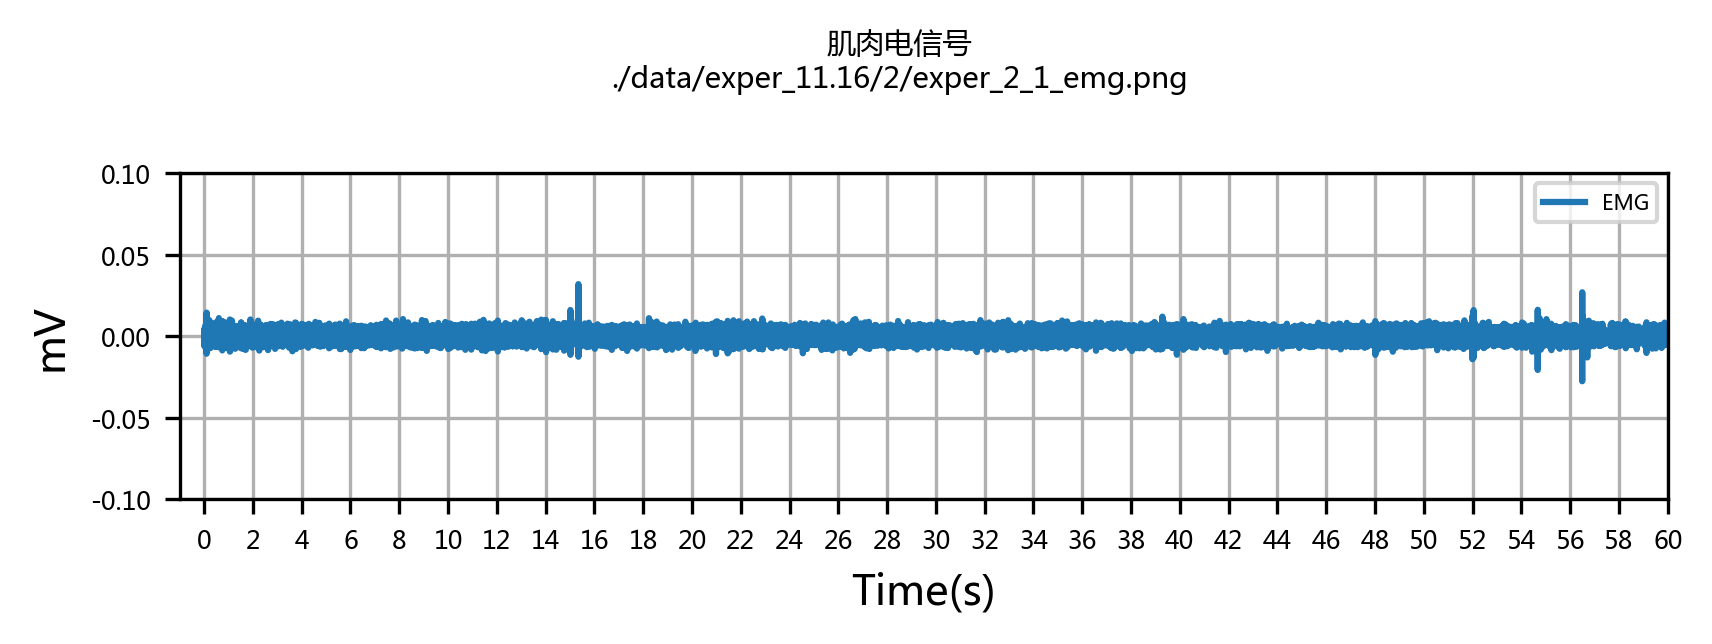 肌肉电信号
./data/exper_11.16/2/exper_2_1_emg.png
EMG
0.10
0.05
0.00
-0.05
-0.10
mV
0 2 4 6 8 10 12 14 16 18 20 22 24 26 28 30 32 34 36 38 40 42 44 46 48 50 52 54 56 58 60
Time(s)